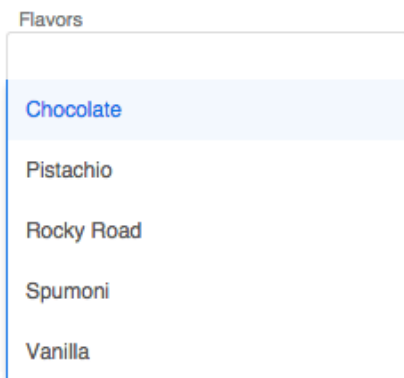 Flavors
Chocolate
Pistachio
Rocky Road
Spumoni
Vanilla